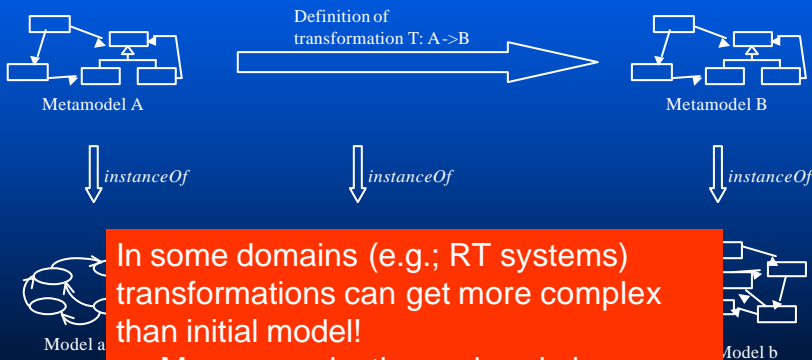 Definition of
transformation T: A->B
Metamodel A
Metamodel B
instanceOf
instanceOf
instanceOf
In some domains (e.g.; RT systems)
transformations can get more complex
than initial model!
Model a
Model b